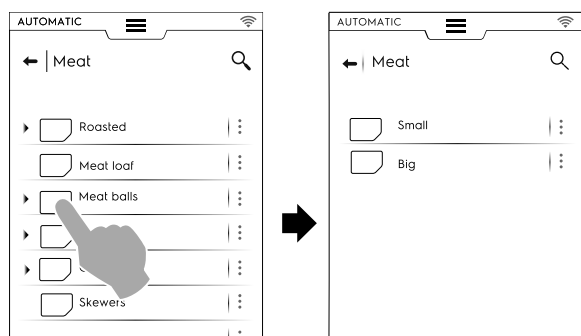 AUTOMATIC
Meat
Roasted
Meat loaf
Meat balls
Skewers
AUTOMATIC
Meat
Small
Big